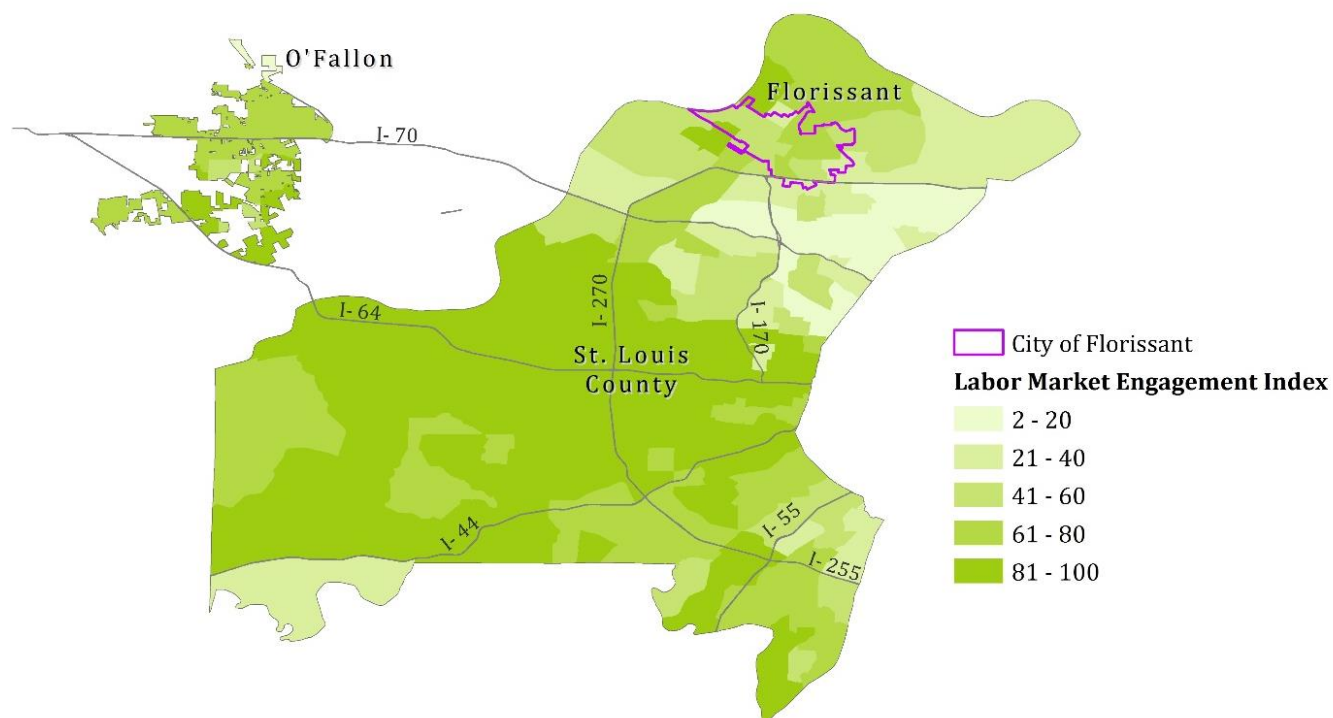 O'Fallon
Florissant
I- 70
I- 270
I- 64
I- 170
St. Louis
County
I- 44
I- 55
I- 255
City of Florissant
Labor Market Engagement Index
2 - 20
21 - 40
41 - 60
61 - 80
81 - 100